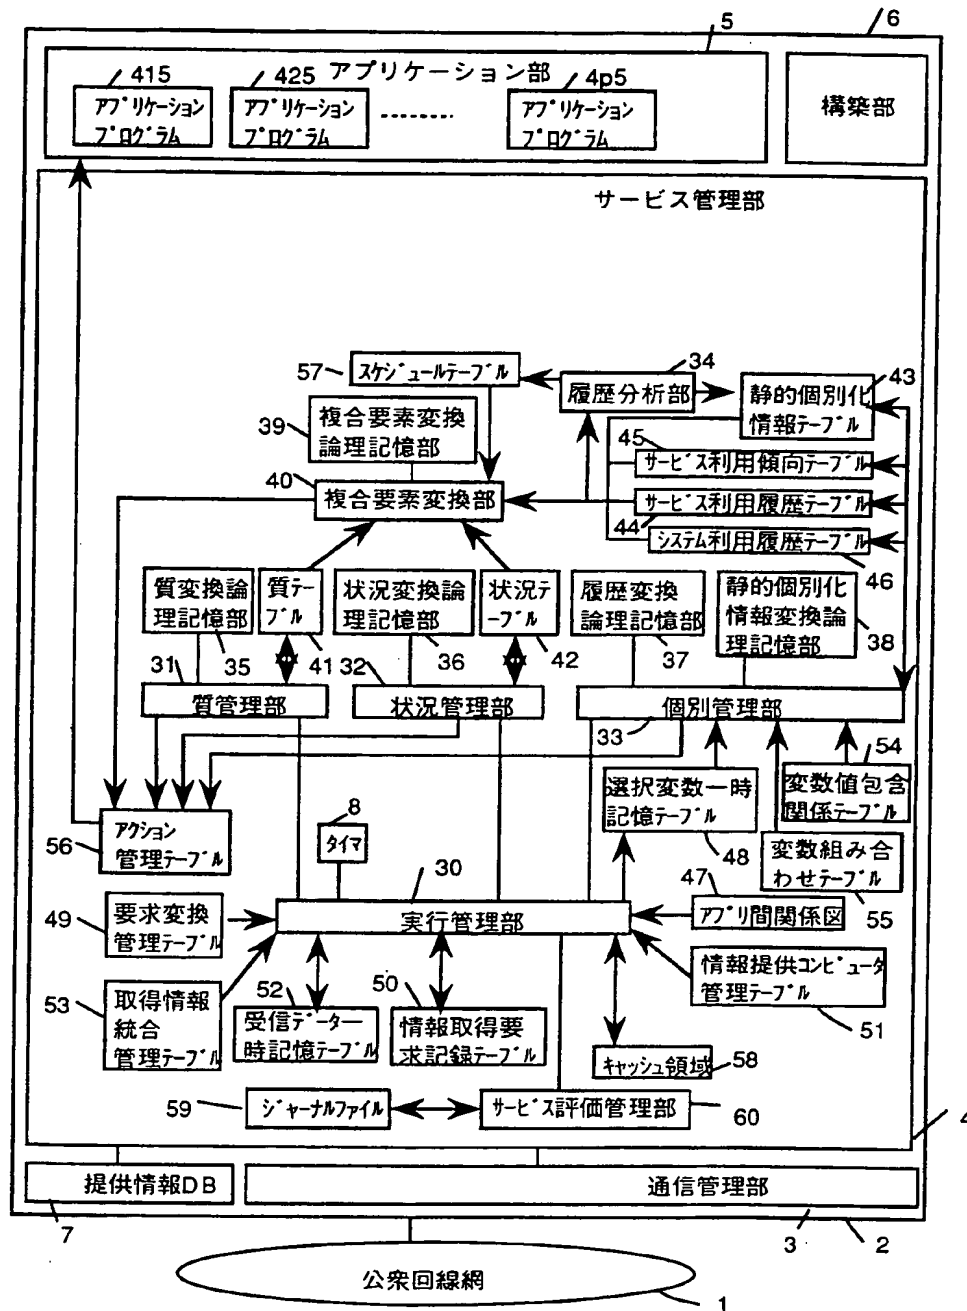 5
6
アプリケーション部
415
425
4p5
アプリケーション
プログラム
アプリケーション
プログラム
.........
アプリケーション
プログラム
構築部
サービス管理部
57
スケジュールテーブル
34
履歴分析部
43
静的個別化
情報テーブル
39
複合要素変換
論理記憶部
45
サービス利用傾向テーブル
40
複合要素変換部
サービス利用履歴テーブル
44
システム利用履歴テーブル
46
質変換論
理記憶部
35
質テー
ブル
41
状況変換論
理記憶部
36
状況テ
ーブル
42
履歴変換
論理記憶部
37
静的個別化
情報変換論
理記憶部
38
31
質管理部
32
状況管理部
個別管理部
33
54
変数値包含
関係テーブル
選択変数一時
記憶テーブル
48
変数組み合
わせテーブル
55
アクション
管理テーブル
56
8
タイマ
30
実行管理部
47
アプリ間関係図
49
要求変換
管理テーブル
情報提供コンピュータ
管理テーブル
51
53
取得情報
統合
管理テーブル
52
受信データ一
時記憶テーブル
50
情報取得要
求記録テーブル
キャッシュ領域
58
59
ジャーナルファイル
サービス評価管理部
60
4
提供情報DB
7
通信管理部
3
2
公衆回線網
1